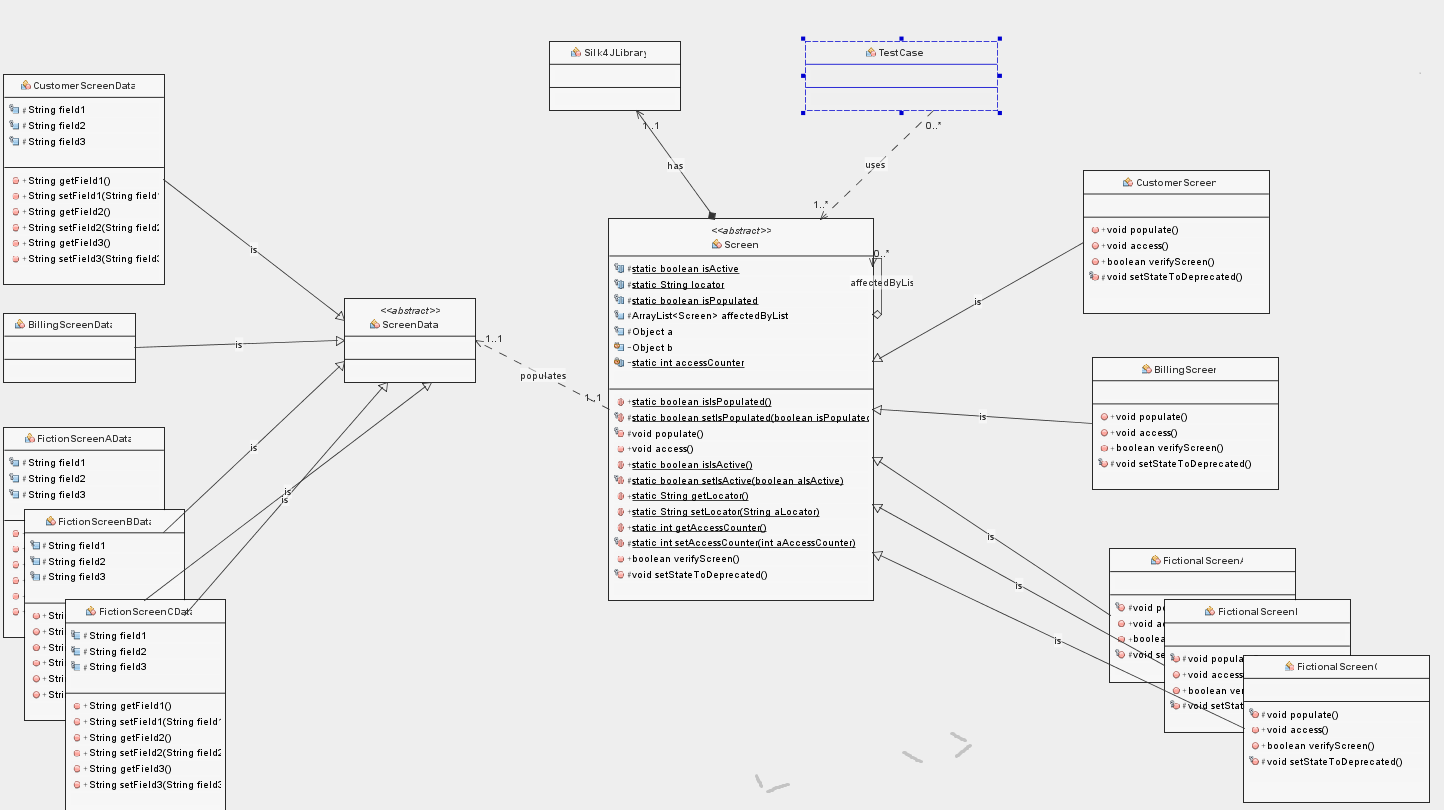 Silk4JLibrary
TestCase
1..1
0..*
has
uses
1..*
CustomerScreenData
# String field1
# String field2
# String field3
+ String getField1()
+ String setField1(String field
+ String getField2()
+ String setField2(String field2
+ String getField3()
+ String setField3(String field3
is
BillingScreenData
is
<<abstract>>
ScreenData
1..1
populates
1..1
<<abstract>>
Screen
#static boolean isActive
#static String locator
#static boolean isPopulated
#ArrayList<Screen> affectedByList
#Object a
-Object b
-static int accessCounter
+static boolean isIsPopulated()
#static boolean setIsPopulated(boolean isPopulated
#void populate()
+void access()
+static boolean isIsActive()
#static boolean setIsActive(boolean aIsActive)
+static String getLocator()
+static String setLocator(String aLocator)
+static int getAccessCounter()
#static int setAccessCounter(int aAccessCounter)
+boolean verifyScreen()
#void setStateToDeprecated()
0..*
affectedByLis
CustomerScreen
+void populate()
+void access()
+boolean verifyScreen()
#void setStateToDeprecated()
is
BillingScreen
+void populate()
+void access()
+boolean verifyScreen()
#void setStateToDeprecated()
is
FictionScreenAData
# String field1
# String field2
# String field3
is
FictionScreenBData
# String field1
# String field2
# String field3
+ Stri
+ Stri
+ Stri
+ Stri
+ Stri
+ Stri
is
is
FictionScreenCData
# String field1
# String field2
# String field3
+ String getField1()
+ String setField1(String field
+ String getField2()
+ String setField2(String field2
+ String getField3()
+ String setField3(String field3
is
is
is
FictionalScreenA
#void po
+void ac
+boolea
#void se
FictionalScreenB
#void popula
+void access
+boolean ver
#void setStat
FictionalScreenC
#void populate()
+void access()
+boolean verifyScreen()
#void setStateToDeprecated()